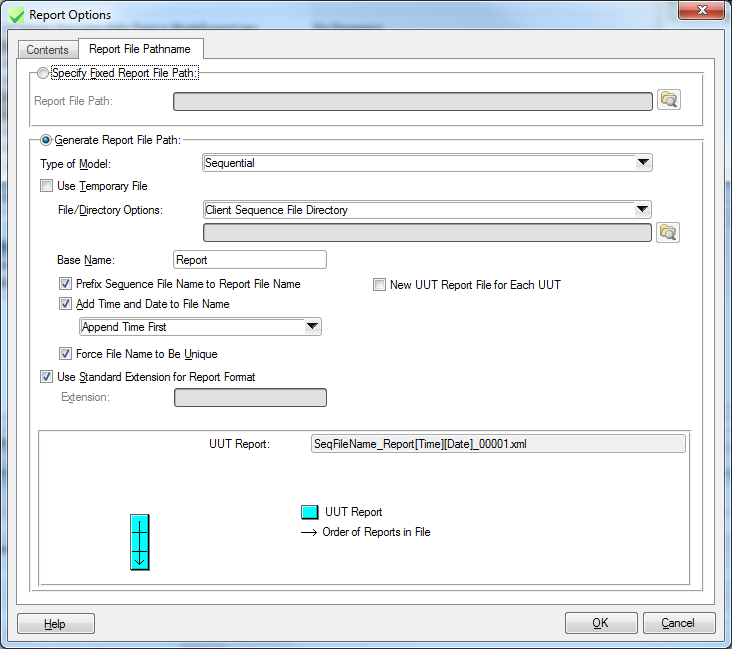 Report Options
Contents
Report File Pathname
Specify Fixed Report File Path:
Report File Path:
Generate Report File Path:
Type of Model:
Sequential
Use Temporary File
File/Directory Options:
Client Sequence File Directory
Base Name:
Report
Prefix Sequence File Name to Report File Name
New UUT Report File for Each UUT
Add Time and Date to File Name
Append Time First
Force File Name to Be Unique
Use Standard Extension for Report Format
Extension:
UUT Report:
SeqFileName_Report[Time][Date]_00001.xml
UUT Report
Order of Reports in File
Help
OK
Cancel